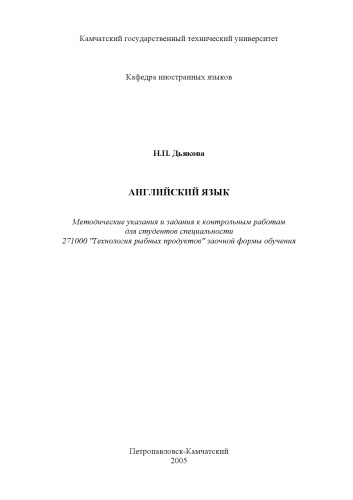 Камчатский государственный технический университет
Кафедра иностранных языков
Н.П. Дьякова
АНГЛИЙСКИЙ ЯЗЫК
Методические указания и задания к контрольным работам
для студентов специальности
271000 "Технология рыбных продуктов" заочной формы обучения
Петропавловск-Камчатский
2005